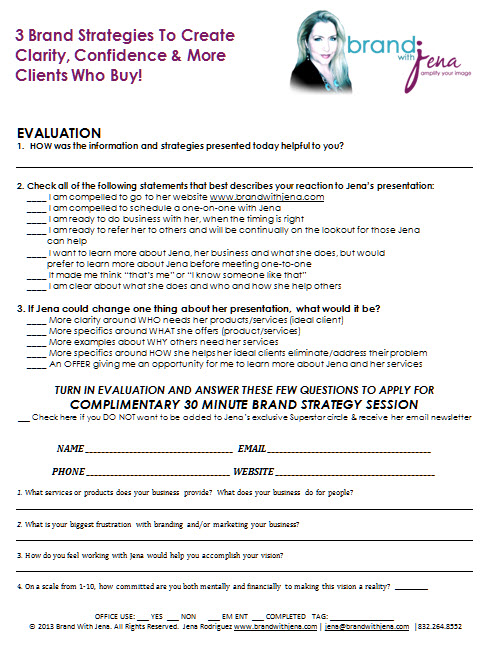 3 Brand Strategies To Create
Clarity, Confidence & More
Clients Who Buy!
brand
with
jena
amplify your image
EVALUATION
1. HOW was the information and strategies presented today helpful to you?
2. Check all of the following statements that best describes your reaction to Jena's presentation:
____ I am compelled to go to her website www.brandwithjena.com
____ I am compelled to schedule a one-on-one with Jena
____ I am ready to do business with her, when the timing is right
____ I am ready to refer her to others and will be continually on the lookout for those Jena
can help
____ I want to learn more about Jena, her business and what she does, but would
prefer to learn more about Jena before meeting one-to-one
____ It made me think "that's me" or "I know someone like that"
____ I am clear about what she does and who and how she help others
3. If Jena could change one thing about her presentation, what would it be?
____ More clarity around WHO needs her products/services (ideal client)
____ More specifics around WHAT she offers (product/services)
____ More examples about WHY others need her services
____ More specifics around HOW she helps her ideal clients eliminate/address their problem
____ An OFFER giving me an opportunity for me to learn more about Jena and her services
TURN IN EVALUATION AND ANSWER THESE FEW QUESTIONS TO APPLY FOR
COMPLIMENTARY 30 MINUTE BRAND STRATEGY SESSION
___ Check here if you DO NOT want to be added to Jena's exclusive Superstar circle & receive her email newsletter
NAME______________________________ EMAIL__________________________________
PHONE______________________________ WEBSITE_________________________________
1. What services or products does your business provide? What does your business do for people?
2. What is your biggest frustration with branding and/or marketing your business?
3. How do you feel working with Jena would help you accomplish your vision?
4. On a scale from 1-10, how committed are you both mentally and financially to making this vision a reality? ________
OFFICE USE: ___ YES ___ NON ___ EM ENT ___ COMPLETED TAG: ____________________
© 2013 Brand With Jena. All Rights Reserved. Jena Rodriguez www.brandwithjena.com | jena@brandwithjena.com |832.264.8552